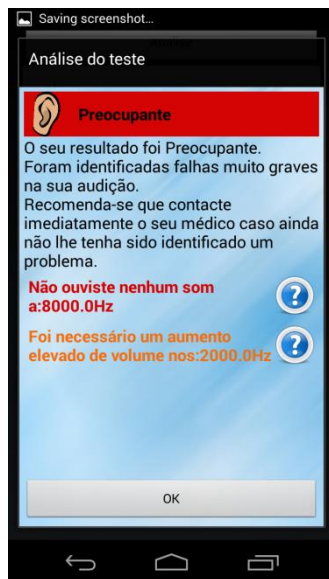 Saving screenshot...
Análise do teste
Preocupante
O seu resultado foi Preocupante.
Foram identificadas falhas muito graves
na sua audição.
Recomenda-se que contacte
imediatamente o seu médico caso ainda
não lhe tenha sido identificado um
problema.
Não ouviste nenhum som
a:8000.0Hz
?
Foi necessário um aumento
elevado de volume nos:2000.0Hz
?
OK